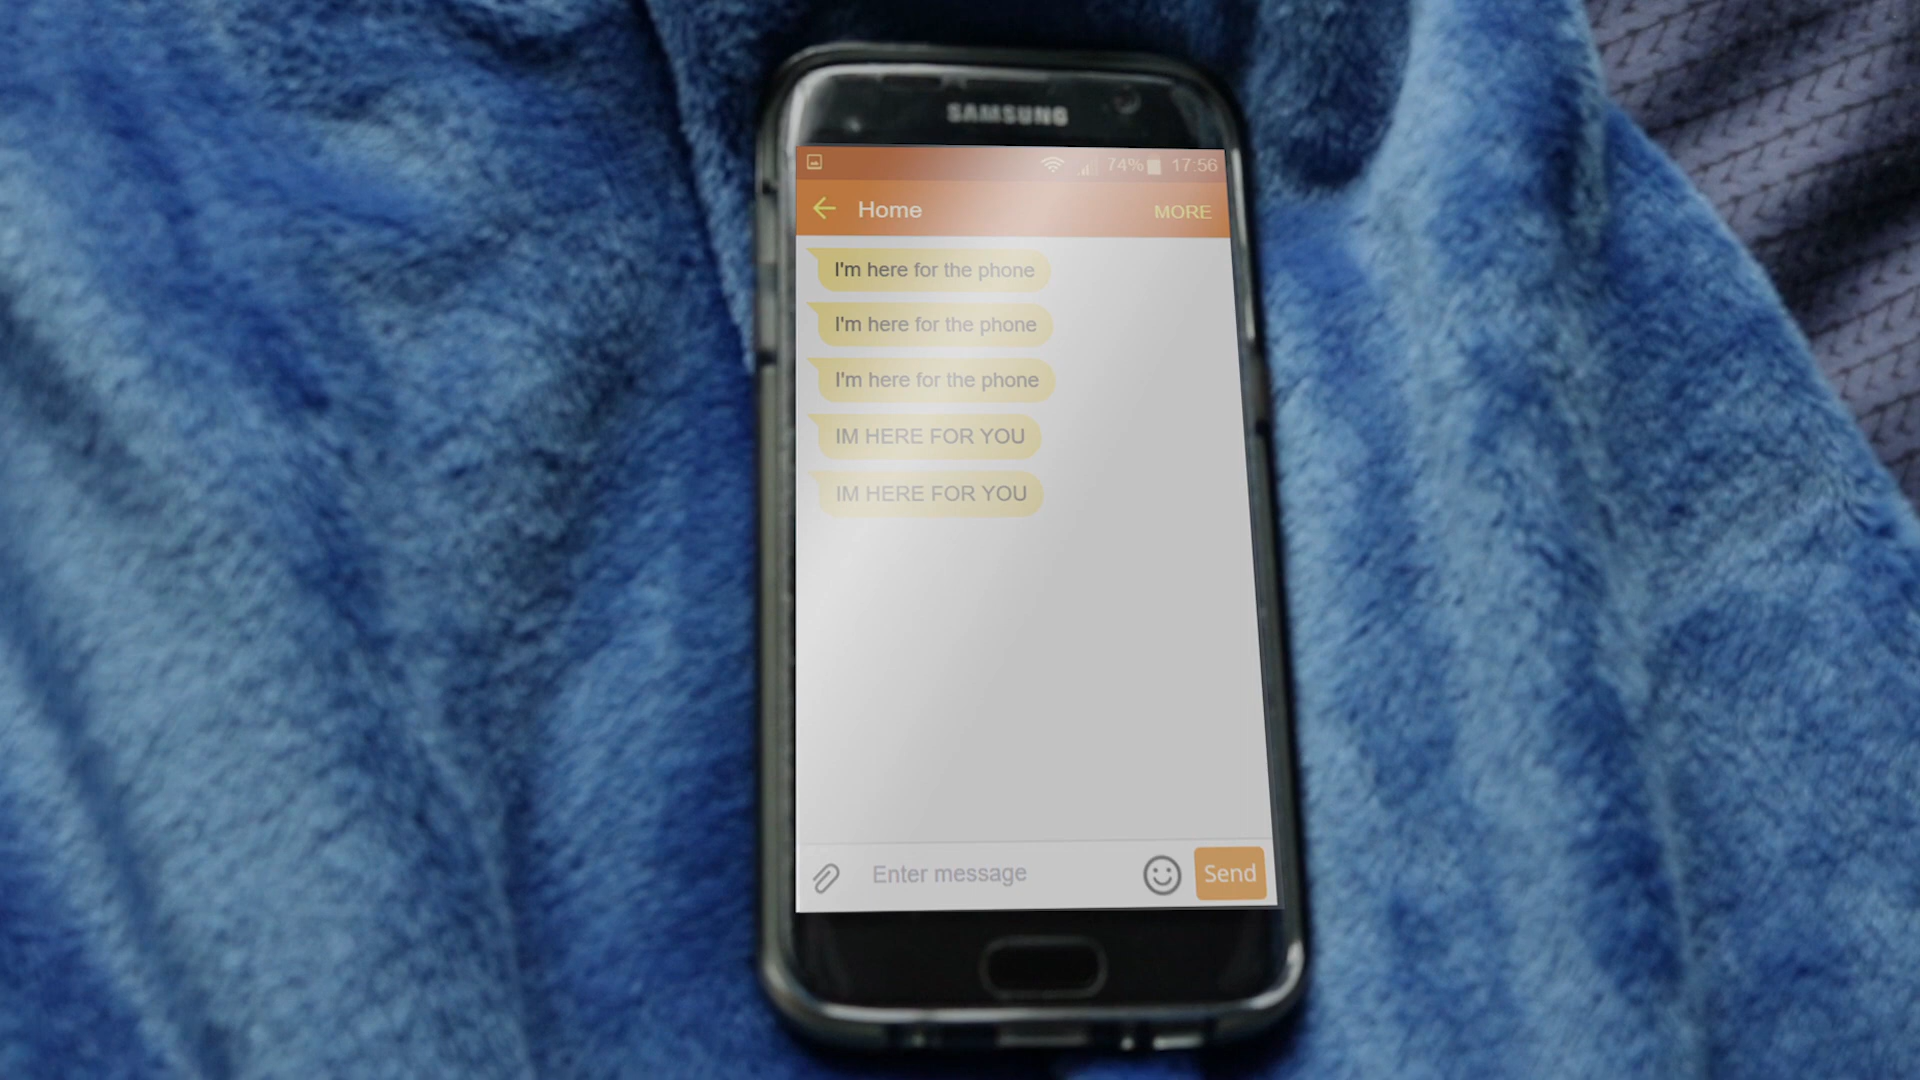 SAMSUNG
74% 17:56
Home MORE
I'm here for the phone
I'm here for the phone
I'm here for the phone
IM HERE FOR YOU
IM HERE FOR YOU
Enter message Send